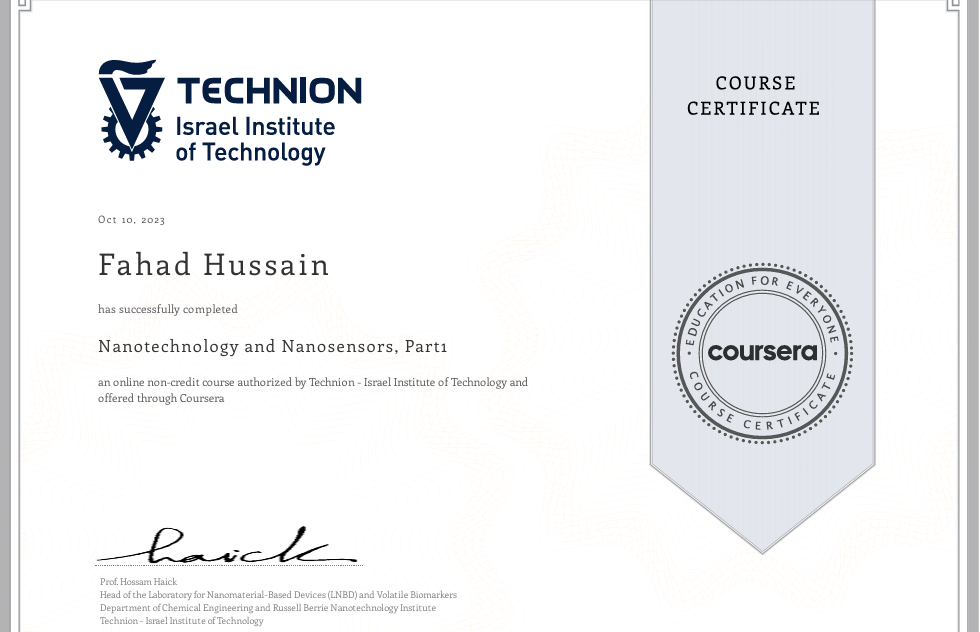 TECHNION
Israel Institute
of Technology
COURSE
CERTIFICATE
Oct 10, 2023
Fahad Hussain
has successfully completed
Nanotechnology and Nanosensors, Part1
an online non-credit course authorized by Technion - Israel Institute of Technology and
offered through Coursera
EDUCATION FOR EVERYONE
coursera
COURSE CERTIFICATE
haick
Prof. Hossam Haick
Head of the Laboratory for Nanomaterial-Based Devices (LNBD) and Volatile Biomarkers
Department of Chemical Engineering and Russell Berrie Nanotechnology Institute
Technion - Israel Institute of Technology